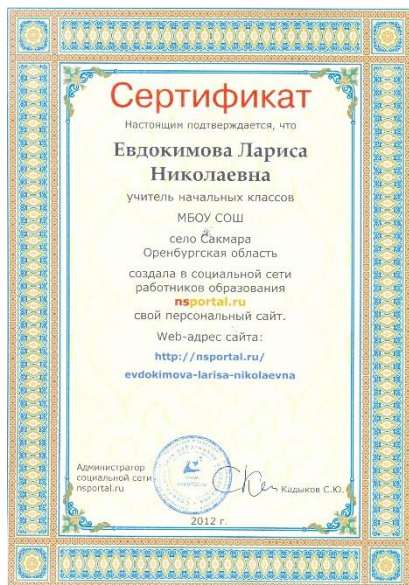 Сертификат
Настоящим подтверждается, что
Евдокимова Лариса
Николаевна
учитель начальных классов
МБОУ СОШ
село Сакмара
Оренбургская область
создала в социальной сети
работников образования
nsportal.ru
свой персональный сайт.
Web-адрес сайта:
http://nsportal.ru/
evdokimova-larisa-nikolaevna
Администратор
социальной сети
nsportal.ru
Кадыков С.Ю.
2012 г.